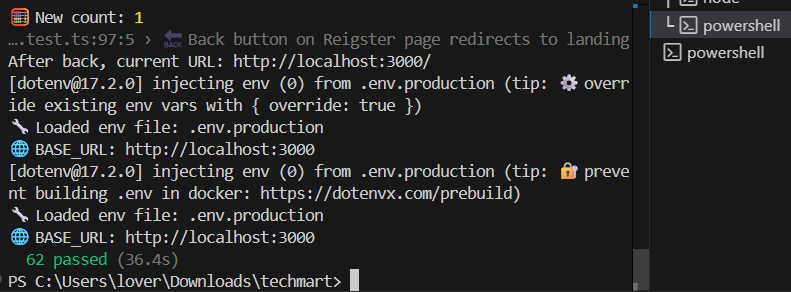 New count: 1
….test.ts:97:5 › BACK Back button on Reigster page redirects to landing
After back, current URL: http://localhost:3000/
[dotenv@17.2.0] injecting env (0) from .env.production (tip: ⚙️ overr
ide existing env vars with { override: true })
🔧 Loaded env file: .env.production
🌐 BASE_URL: http://localhost:3000
[dotenv@17.2.0] injecting env (0) from .env.production (tip: 🔐 preve
nt building .env in docker: https://dotenvx.com/prebuild)
🔧 Loaded env file: .env.production
🌐 BASE_URL: http://localhost:3000
62 passed (36.4s)
PS C:\Users\lover\Downloads\techmart>
powershell
powershell